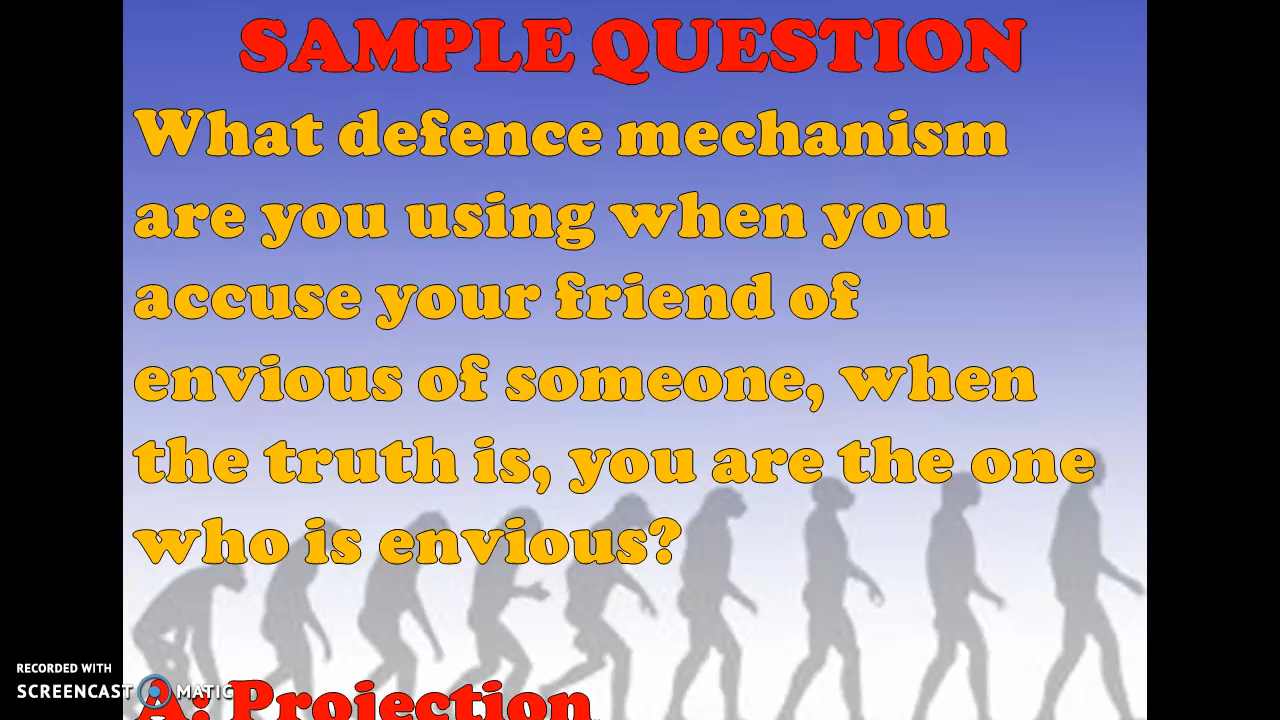 SAMPLE QUESTION
What defence mechanism
are you using when you
accuse your friend of
envious of someone, when
the truth is, you are the one
who is envious?
A: Projection
RECORDED WITH
SCREENCAST MATIC